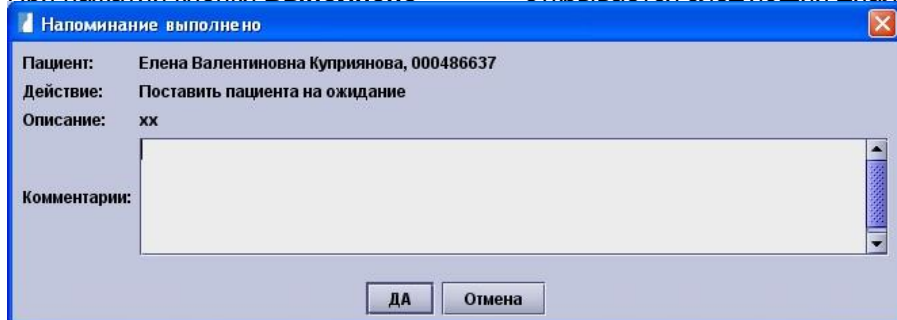 Напоминание выполнено
Пациент: Елена Валентиновна Куприянова, 000486637
Действие: Поставить пациента на ожидание
Описание: xx
Комментарии:
ДА Отмена